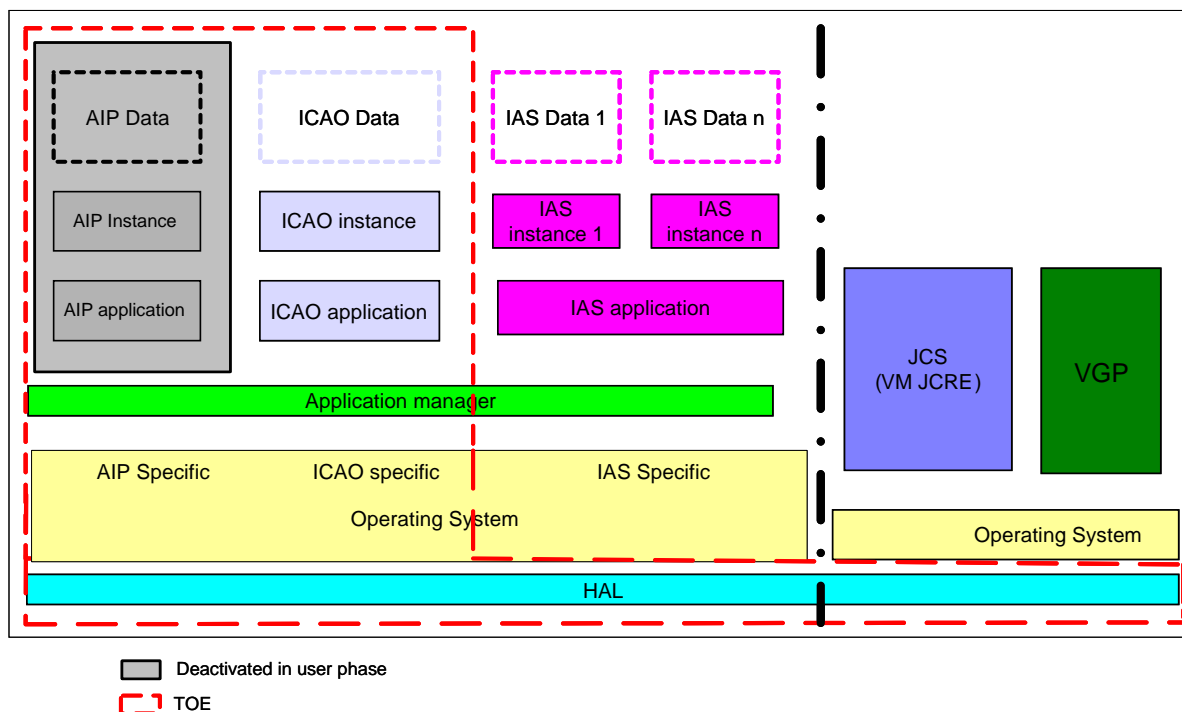 AIP Data
ICAO Data
IAS Data 1
IAS Data n
AIP Instance
ICAO instance
IAS
instance 1
IAS
instance n
AIP application
ICAO application
IAS application
JCS
(VM JCRE)
VGP
Application manager
AIP Specific
ICAO specific
IAS Specific
Operating System
Operating System
HAL
Deactivated in user phase
TOE